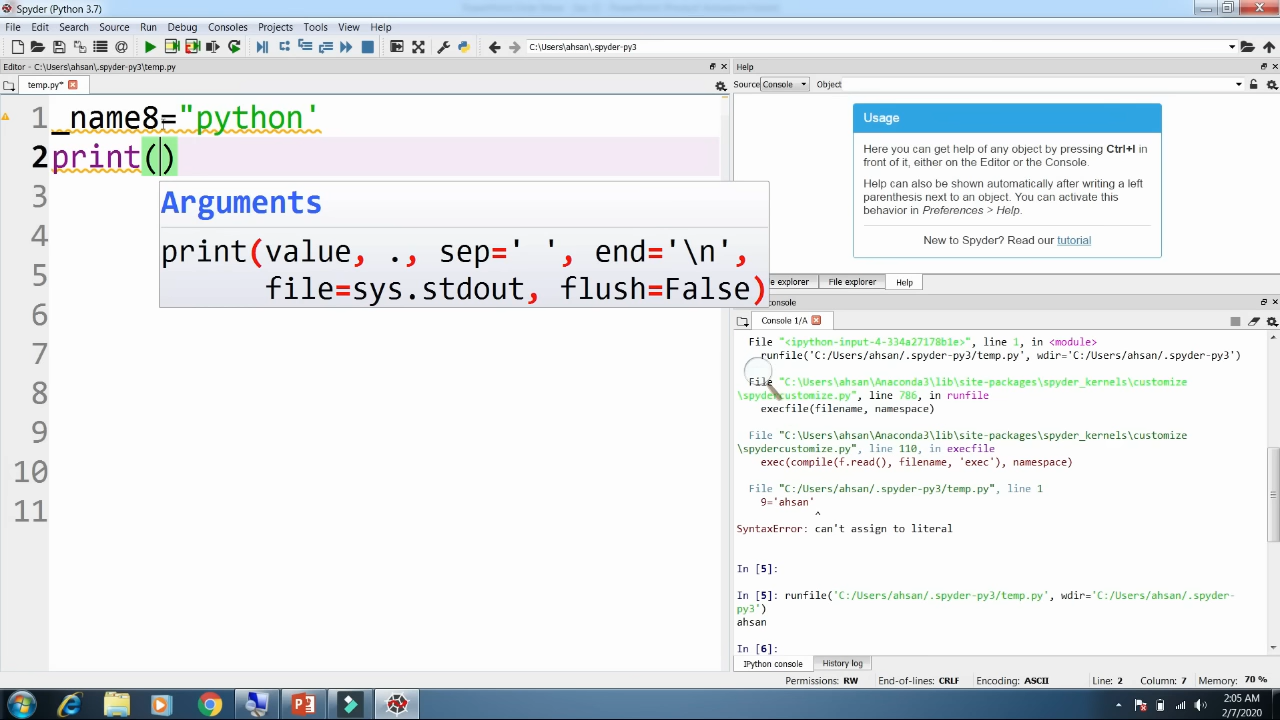 Spyder (Python 3.7)
File Edit Search Source Run Debug Consoles Projects Tools View Help
C:\Users\ahsan\.spyder-py3
Editor - C:\Users\ahsan\.spyder-py3\temp.py
temp.py*
1 _name8="python'
2 print()
3
4
5
6
7
8
9
10
11
Arguments
print(value, ., sep=' ', end='\n',
file=sys.stdout, flush=False)
Help
Source Console Object
Usage
Here you can get help of any object by pressing Ctrl+I in
front of it, either on the Editor or the Console.
Help can also be shown automatically after writing a left
parenthesis next to an object. You can activate this
behavior in Preferences > Help.
New to Spyder? Read our tutorial
explorer File explorer Help
console
Console 1/A
File "<ipython-input-4-334a27178b1e>", line 1, in <module>
runfile('C:/Users/ahsan/.spyder-py3/temp.py', wdir='C:/Users/ahsan/.spyder-py3')
File "C:\Users\ahsan\Anaconda3\lib\site-packages\spyder_kernels\customize
\spydercustomize.py", line 786, in runfile
execfile(filename, namespace)
File "C:\Users\ahsan\Anaconda3\lib\site-packages\spyder_kernels\customize
\spydercustomize.py", line 110, in execfile
exec(compile(f.read(), filename, 'exec'), namespace)
File "C:/Users/ahsan/.spyder-py3/temp.py", line 1
9='ahsan'
^
SyntaxError: can't assign to literal
In [5]:
In [5]: runfile('C:/Users/ahsan/.spyder-py3/temp.py', wdir='C:/Users/ahsan/.spyder-
py3')
ahsan
In [6]:
IPython console History log
Permissions: RW End-of-lines: CRLF Encoding: ASCII Line: 2 Column: 7 Memory: 70 %
2:05 AM
2/7/2020